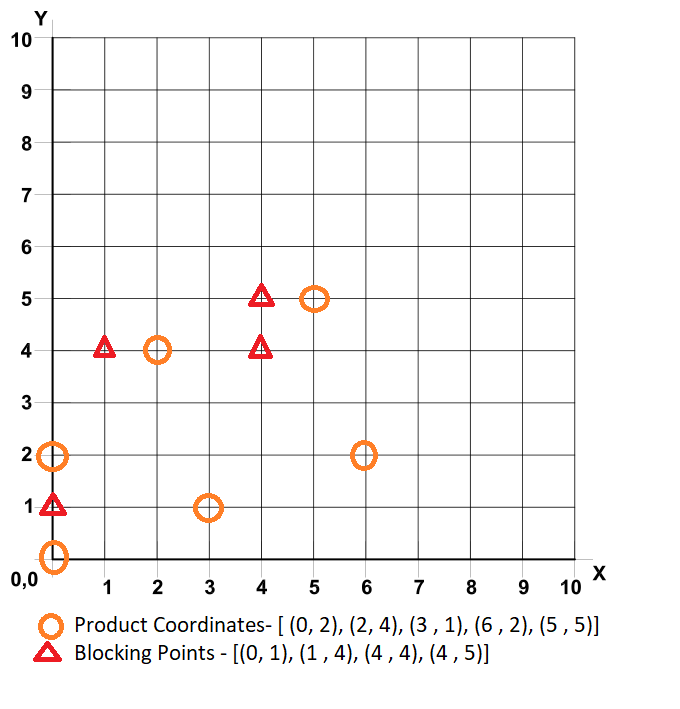 Y
10
9
8
7
6
5
4
3
2
1
0,0
1 2 3 4 5 6 7 8 9 10 X
Product Coordinates- [ (0, 2), (2, 4), (3 , 1), (6 , 2), (5 , 5)]
Blocking Points - [(0, 1), (1 , 4), (4 , 4), (4 , 5)]